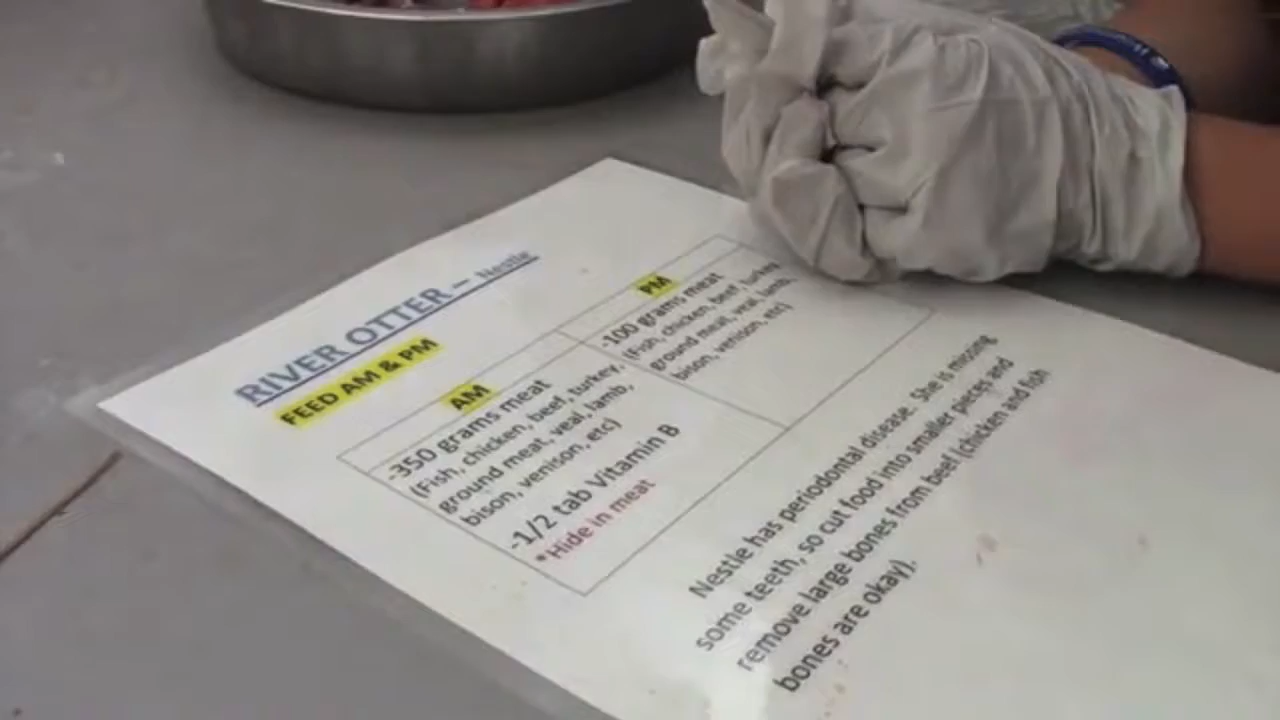 RIVER OTTER – Nestle
FEED AM & PM
AM
-350 grams meat
(Fish, chicken, beef, turkey,
ground meat, veal, lamb,
bison, venison, etc)
-1/2 tab Vitamin B
*Hide in meat
PM
-100 grams meat
(Fish, chicken, beef, turkey,
ground meat, veal, lamb,
bison, venison, etc)
Nestle has periodontal disease. She is missing
some teeth, so cut food into smaller pieces and
remove large bones from beef (chicken and fish
bones are okay).